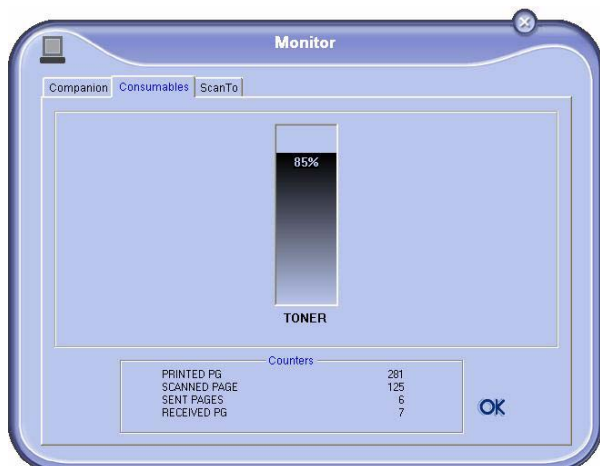 Monitor
Companion Consumables ScanTo
85%
TONER
Counters
PRINTED PG 281
SCANNED PAGE 125
SENT PAGES 6
RECEIVED PG 7
OK